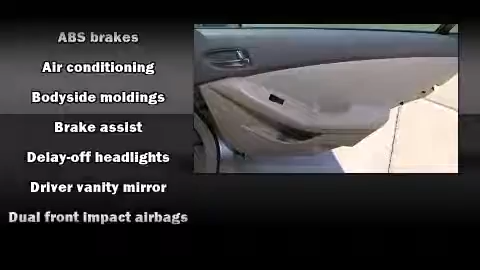 ABS brakes
Air conditioning
Bodyside moldings
Brake assist
Delay-off headlights
Driver vanity mirror
Dual front impact airbags